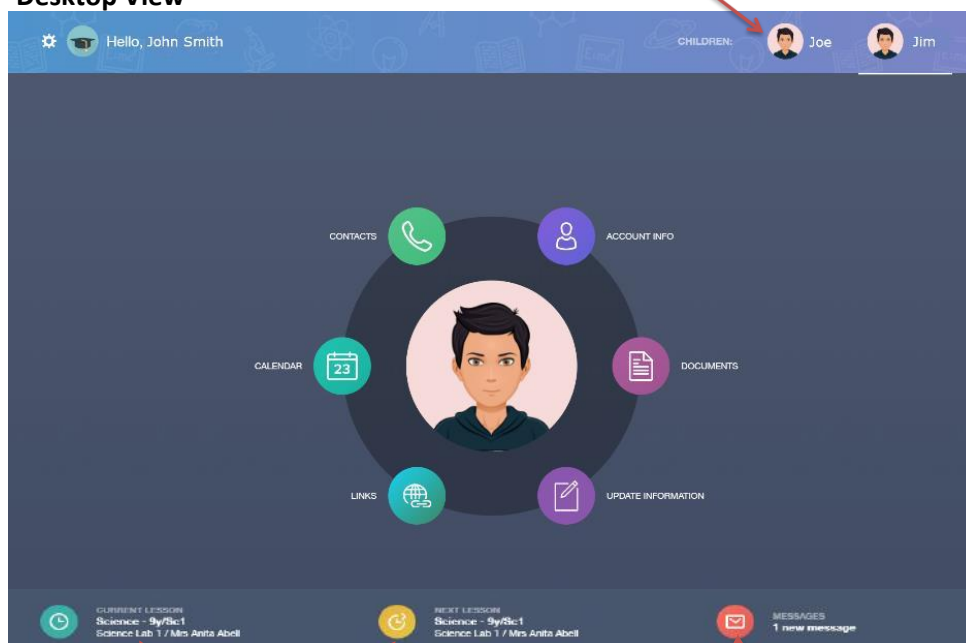 Desktop View
Hello, John Smith
CHILDREN:
Joe
Jim
CONTACTS
ACCOUNT INFO
CALENDAR
23
DOCUMENTS
LINKS
UPDATE INFORMATION
CURRENT LESSON
Science - 9y/Sc1
Science Lab 1 / Mrs Anita Abell
NEXT LESSON
Science - 9y/Sc1
Science Lab 1 / Mrs Anita Abell
MESSAGES
1 new message